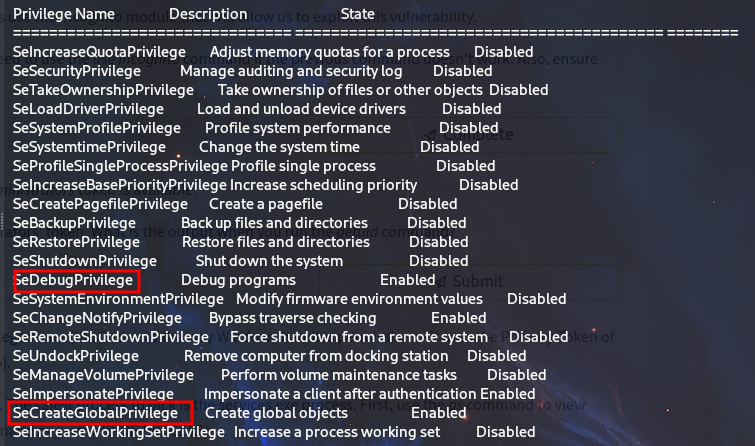 Privilege Name Description State
=============================== ========================================= ========
SeIncreaseQuotaPrivilege Adjust memory quotas for a process Disabled
SeSecurityPrivilege Manage auditing and security log Disabled
SeTakeOwnershipPrivilege Take ownership of files or other objects Disabled
SeLoadDriverPrivilege Load and unload device drivers Disabled
SeSystemProfilePrivilege Profile system performance Disabled
SeSystemtimePrivilege Change the system time Disabled
SeProfileSingleProcessPrivilege Profile single process Disabled
SeIncreaseBasePriorityPrivilege Increase scheduling priority Disabled
SeCreatePagefilePrivilege Create a pagefile Disabled
SeBackupPrivilege Back up files and directories Disabled
SeRestorePrivilege Restore files and directories Disabled
SeShutdownPrivilege Shut down the system Disabled
SeDebugPrivilege Debug programs Enabled
SeSystemEnvironmentPrivilege Modify firmware environment values Disabled
SeChangeNotifyPrivilege Bypass traverse checking Enabled
SeRemoteShutdownPrivilege Force shutdown from a remote system Disabled
SeUndockPrivilege Remove computer from docking station Disabled
SeManageVolumePrivilege Perform volume maintenance tasks Disabled
SeImpersonatePrivilege Impersonate a client after authentication Enabled
SeCreateGlobalPrivilege Create global objects Enabled
SeIncreaseWorkingSetPrivilege Increase a process working set Disabled